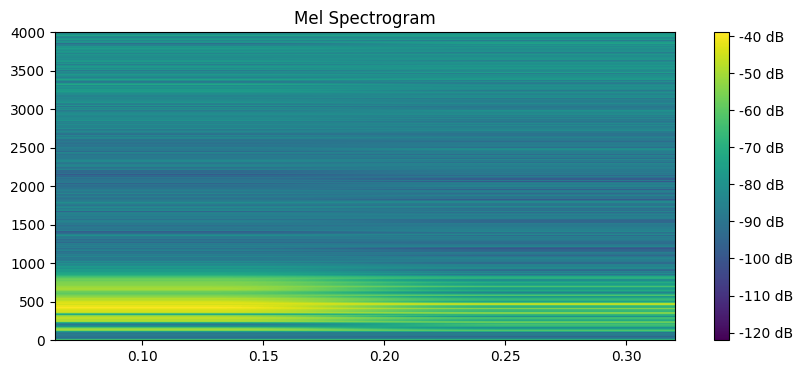 Mel Spectrogram
4000
3500
3000
2500
2000
1500
1000
500
0
0.10 0.15 0.20 0.25 0.30
-40 dB
-50 dB
-60 dB
-70 dB
-80 dB
-90 dB
-100 dB
-110 dB
-120 dB